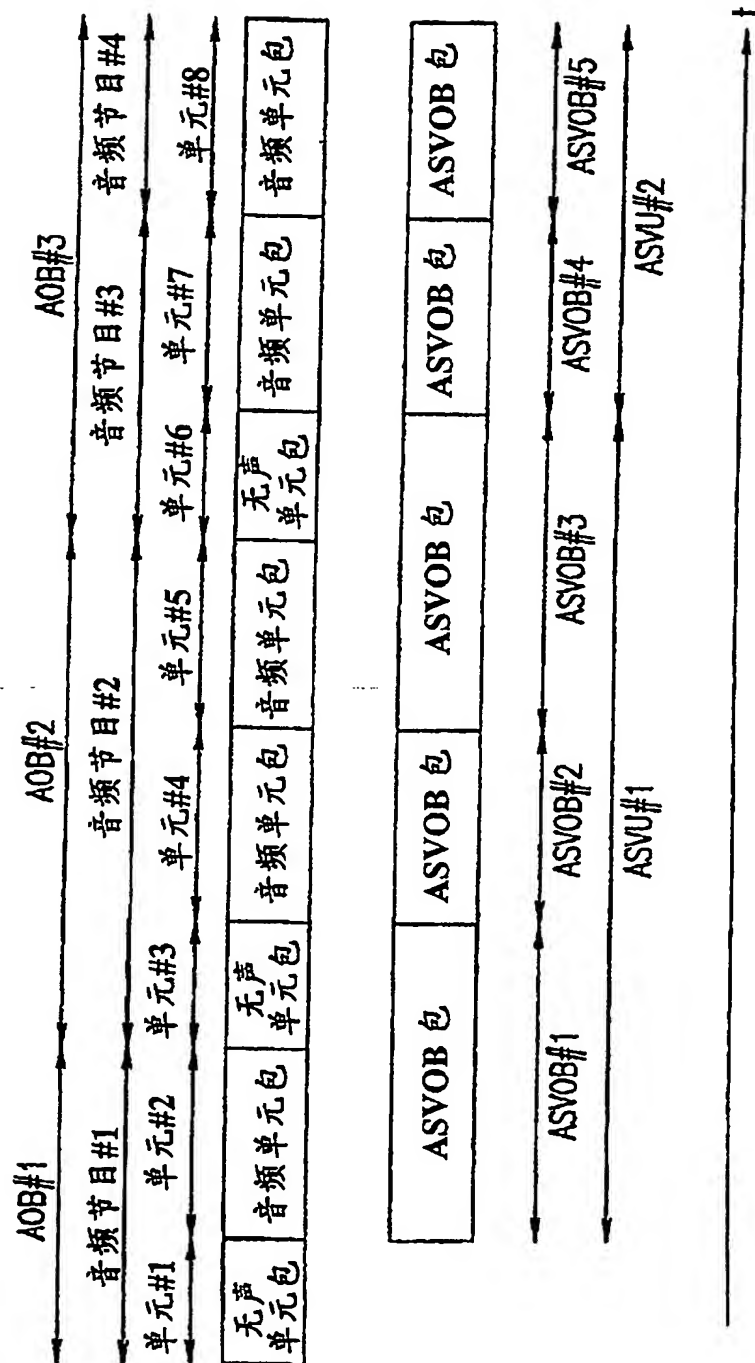 AOB#1 AOB#2 AOB#3
音频节目#1 音频节目#2 音频节目#3 音频节目#4
单元#1 单元#2 单元#3 单元#4 单元#5 单元#6 单元#7 单元#8
无声单元包 音频单元包 无声单元包 音频单元包 音频单元包 无声单元包 音频单元包 音频单元包
ASVOB 包 ASVOB 包 ASVOB 包 ASVOB 包 ASVOB 包
ASVOB#1 ASVOB#2 ASVOB#3 ASVOB#4 ASVOB#5
ASVU#1 ASVU#2
t